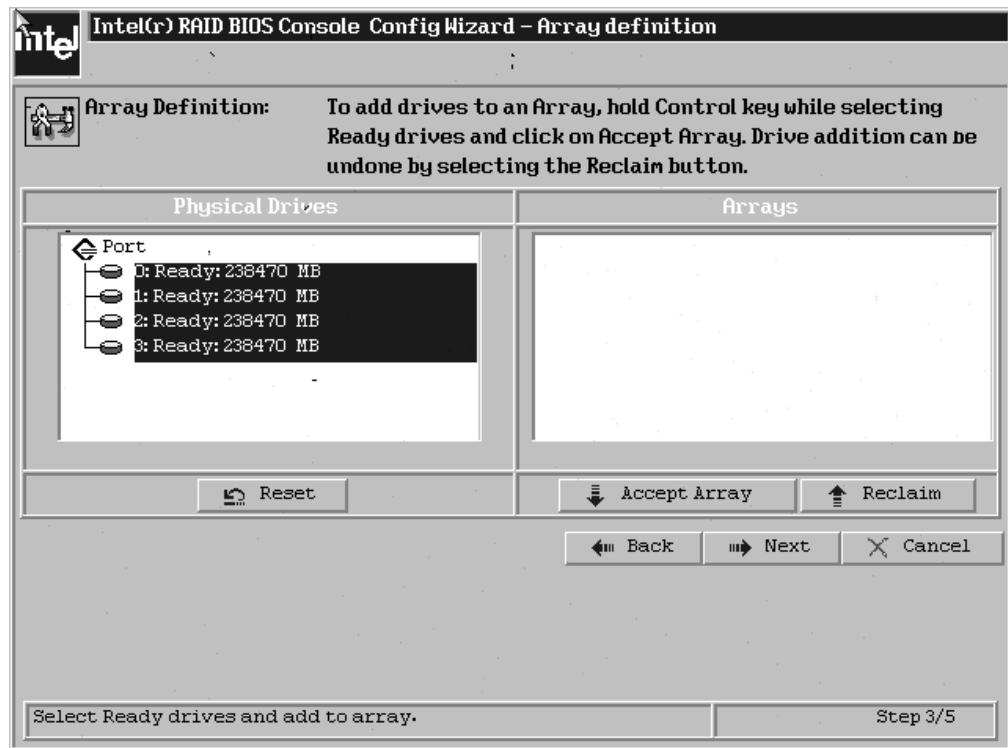 intel
Intel(r) RAID BIOS Console Config Wizard – Array definition
Array Definition:
To add drives to an Array, hold Control key while selecting
Ready drives and click on Accept Array. Drive addition can be
undone by selecting the Reclaim button.
Physical Drives
Arrays
Port
0: Ready: 238470 MB
1: Ready: 238470 MB
2: Ready: 238470 MB
3: Ready: 238470 MB
Reset
Accept Array
Reclaim
Back
Next
Cancel
Select Ready drives and add to array.
Step 3/5